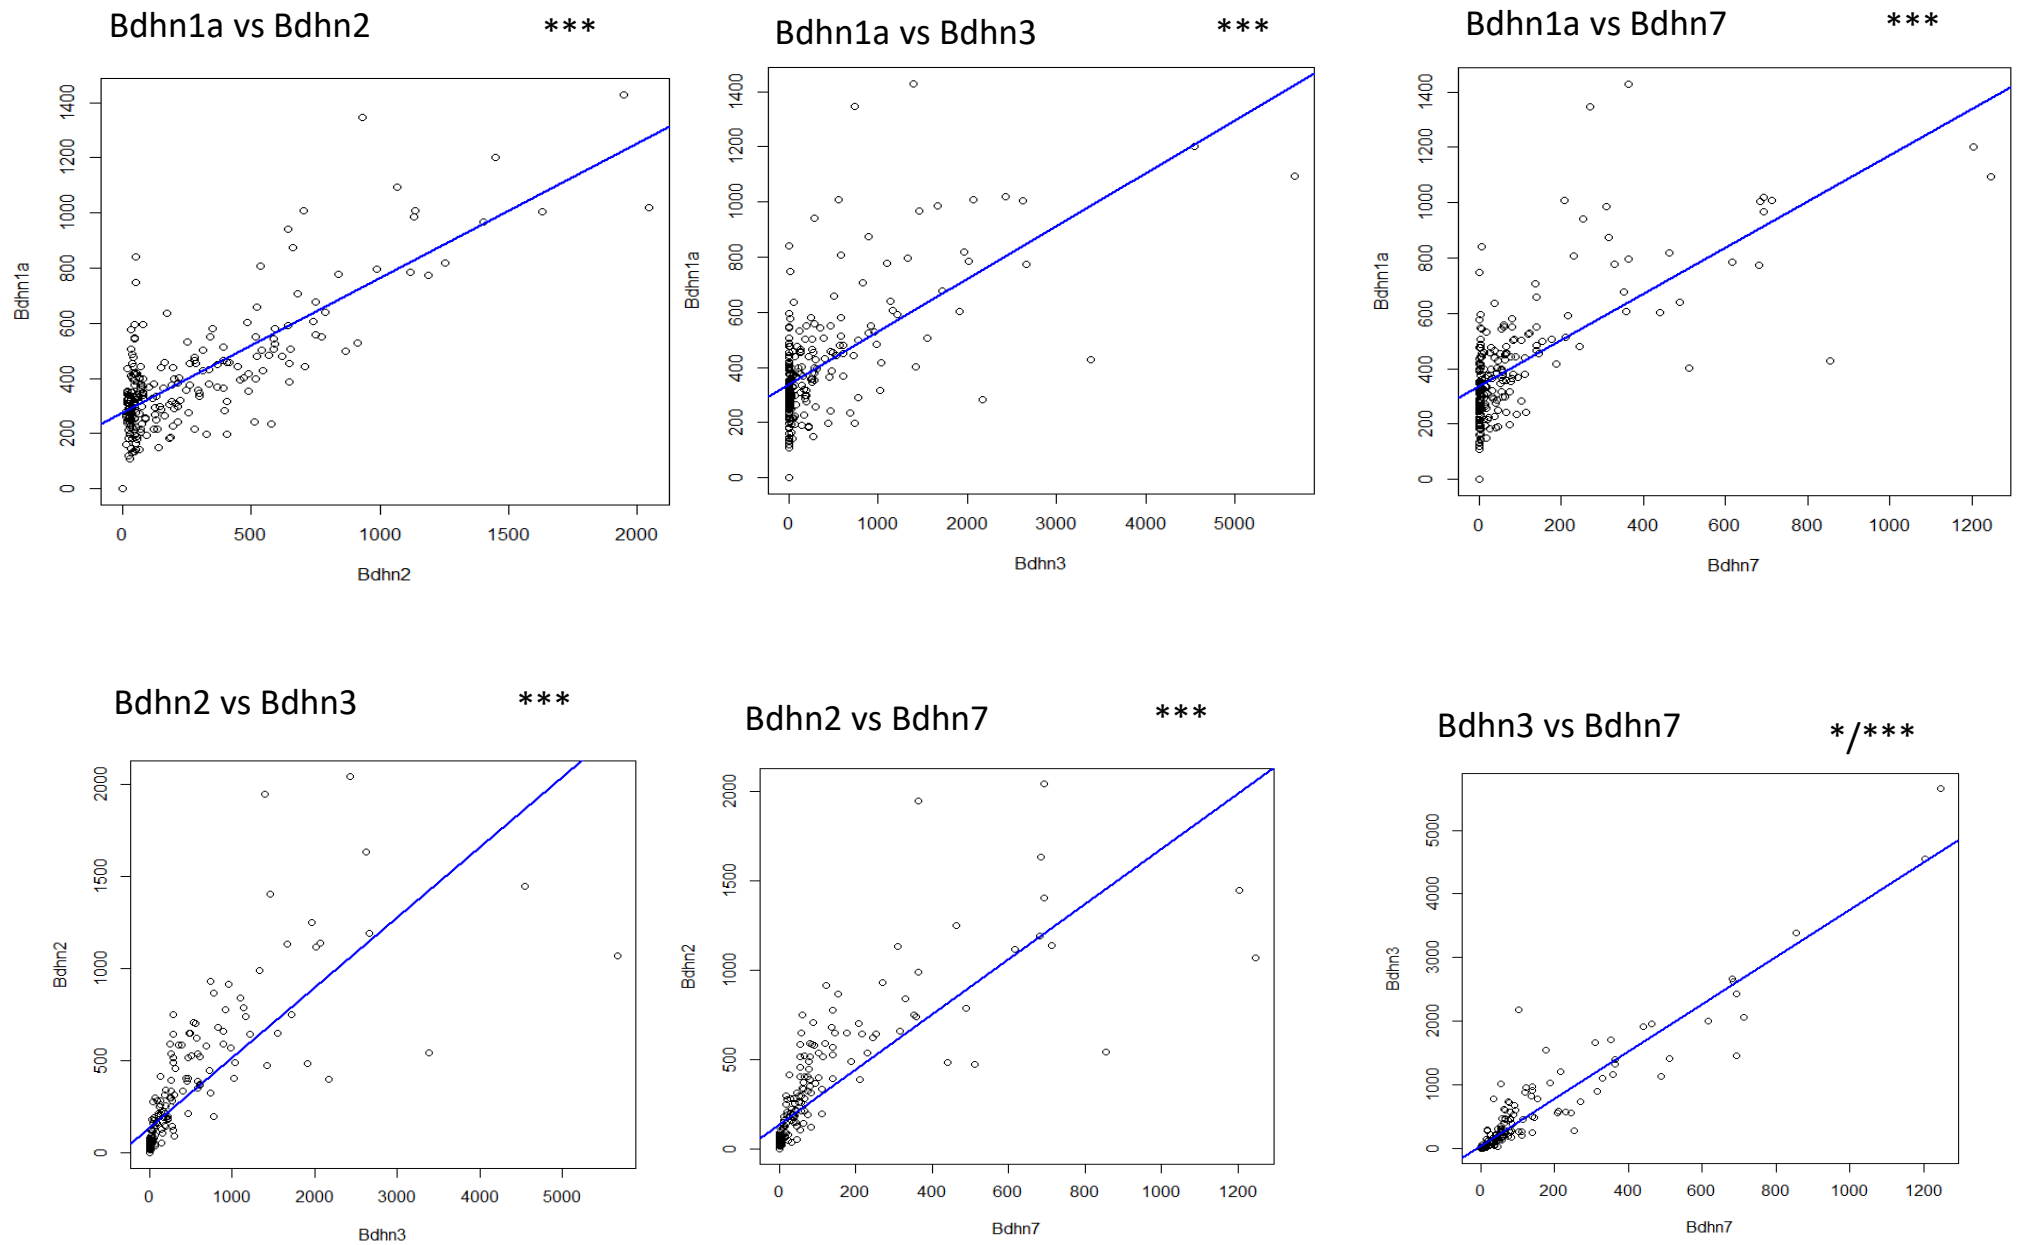 Bdhn1a vs Bdhn2 ***
Bdhn1a
1400
1200
1000
800
600
400
200
0
0 500 1000 1500 2000
Bdhn2
Bdhn1a vs Bdhn3 ***
Bdhn1a
1400
1200
1000
800
600
400
200
0
0 1000 2000 3000 4000 5000
Bdhn3
Bdhn1a vs Bdhn7 ***
Bdhn1a
1400
1200
1000
800
600
400
200
0
0 200 400 600 800 1000 1200
Bdhn7
Bdhn2 vs Bdhn3 ***
Bdhn2
2000
1500
1000
500
0
0 1000 2000 3000 4000 5000
Bdhn3
Bdhn2 vs Bdhn7 ***
Bdhn2
2000
1500
1000
500
0
0 200 400 600 800 1000 1200
Bdhn7
Bdhn3 vs Bdhn7 */***
Bdhn3
5000
4000
3000
2000
1000
0
0 200 400 600 800 1000 1200
Bdhn7